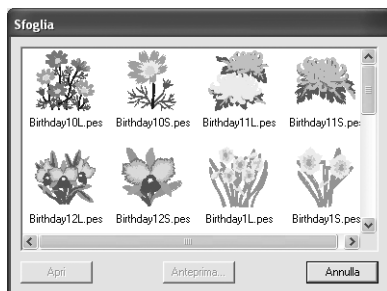 Sfoglia
Birthday10L.pes Birthday10S.pes Birthday11L.pes Birthday11S.pe
Birthday12L.pes Birthday12S.pes Birthday1L.pes Birthday1S.pes
Apri Anteprima... Annulla